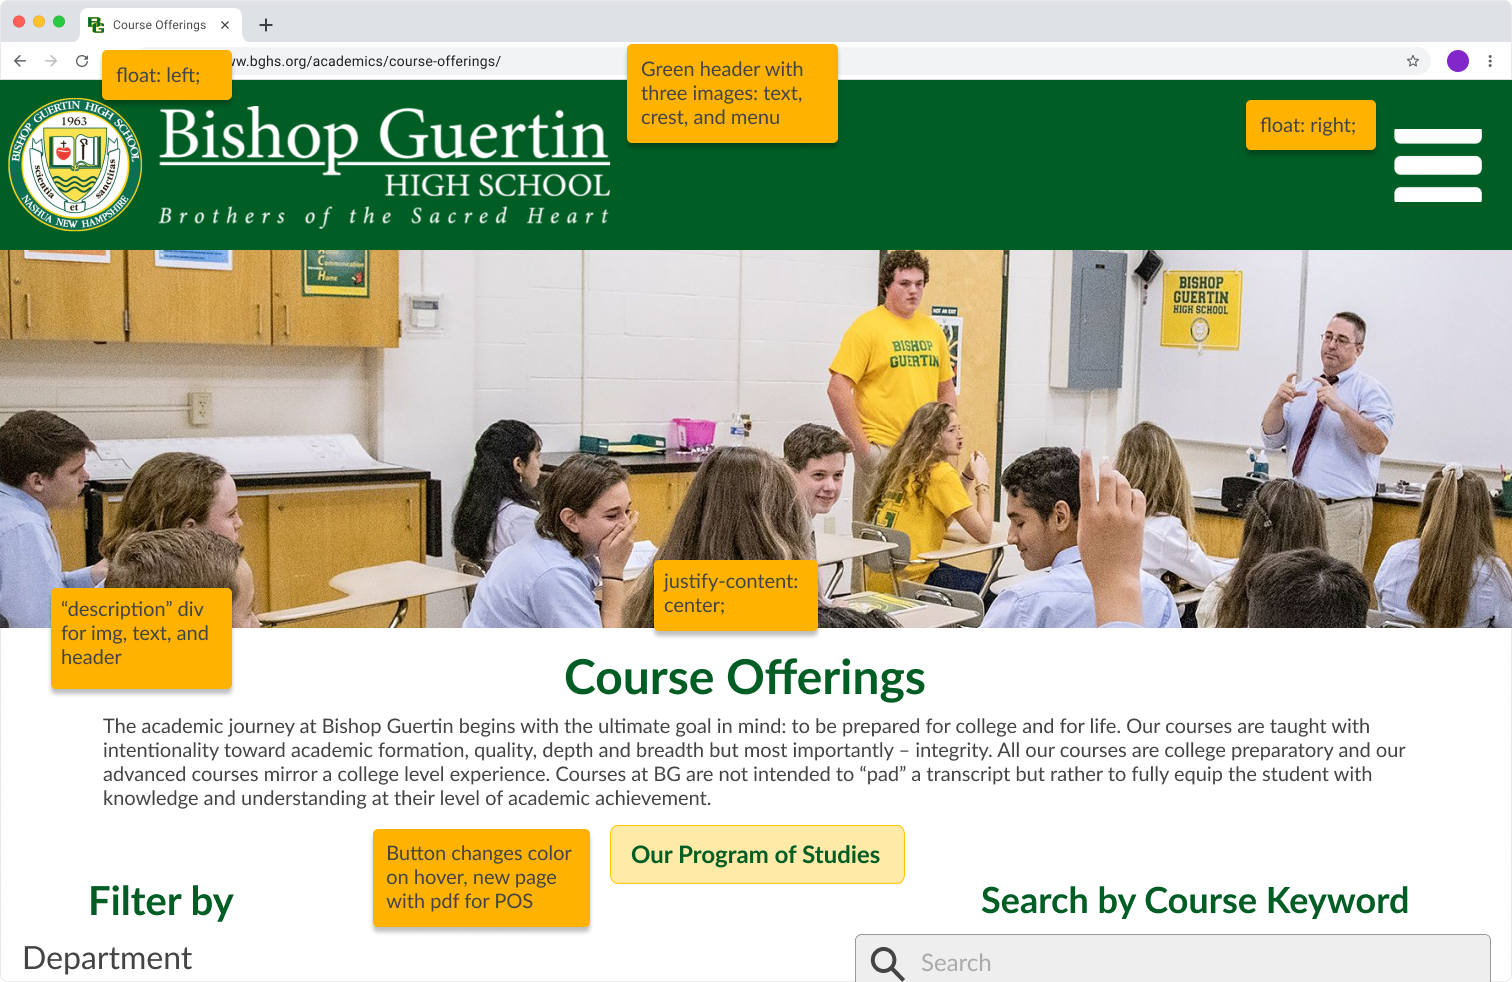 Course Offerings
float: left;
w.bghs.org/academics/course-offerings/
Green header with
three images: text,
crest, and menu
float: right;
BISHOP GUERTIN HIGH SCHOOL
1963
scientia
et
sanctitas
NASHUA NEW HAMPSHIRE
Bishop Guertin
HIGH SCHOOL
Brothers of the Sacred Heart
Communication
Home
NOT AN EXIT
BISHOP
GUERTIN
HIGH SCHOOL
BISHOP
GUERTIN
“description” div
for img, text, and
header
justify-content:
center;
Course Offerings
The academic journey at Bishop Guertin begins with the ultimate goal in mind: to be prepared for college and for life. Our courses are taught with
intentionality toward academic formation, quality, depth and breadth but most importantly – integrity. All our courses are college preparatory and our
advanced courses mirror a college level experience. Courses at BG are not intended to “pad” a transcript but rather to fully equip the student with
knowledge and understanding at their level of academic achievement.
Button changes color
on hover, new page
with pdf for POS
Our Program of Studies
Filter by
Search by Course Keyword
Department
Search